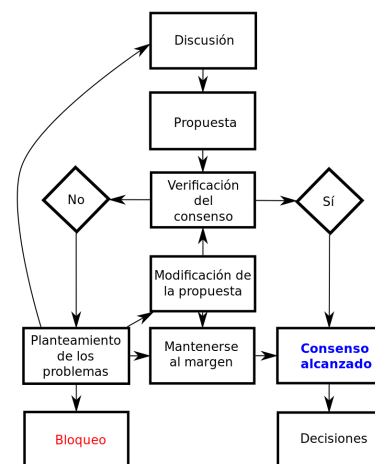 Discusión
Propuesta
Verificación
del
consenso
No
Sí
Modificación de
la propuesta
Planteamiento
de los
problemas
Mantenerse
al margen
Consenso
alcanzado
Bloqueo
Decisiones